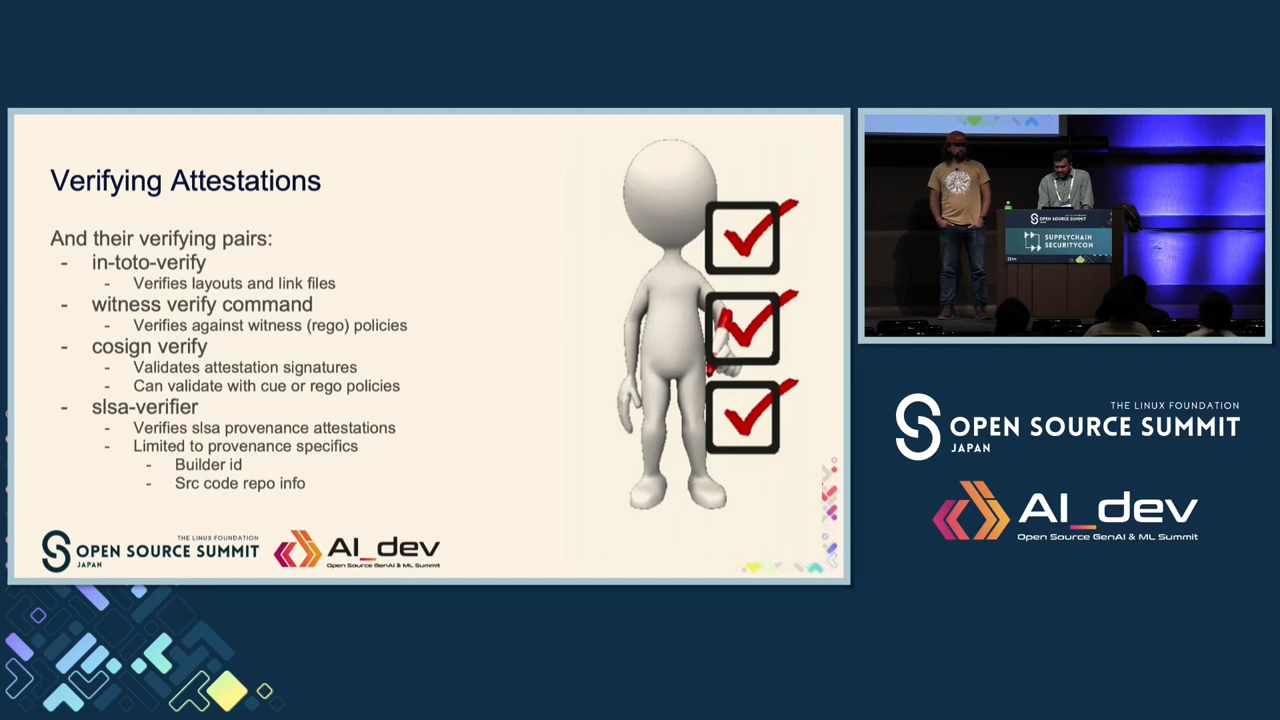 Verifying Attestations
And their verifying pairs:
- in-toto-verify
- Verifies layouts and link files
- witness verify command
- Verifies against witness (rego) policies
- cosign verify
- Validates attestation signatures
- Can validate with cue or rego policies
- slsa-verifier
- Verifies slsa provenance attestations
- Limited to provenance specifics
- Builder id
- Src code repo info
THE LINUX FOUNDATION
OPEN SOURCE SUMMIT
JAPAN
AI_dev
Open Source GenAI & ML Summit
OPEN SOURCE SUMMIT
SUPPLYCHAIN
SECURITYCON
THE LINUX FOUNDATION
OPEN SOURCE SUMMIT
JAPAN
AI_dev
Open Source GenAI & ML Summit